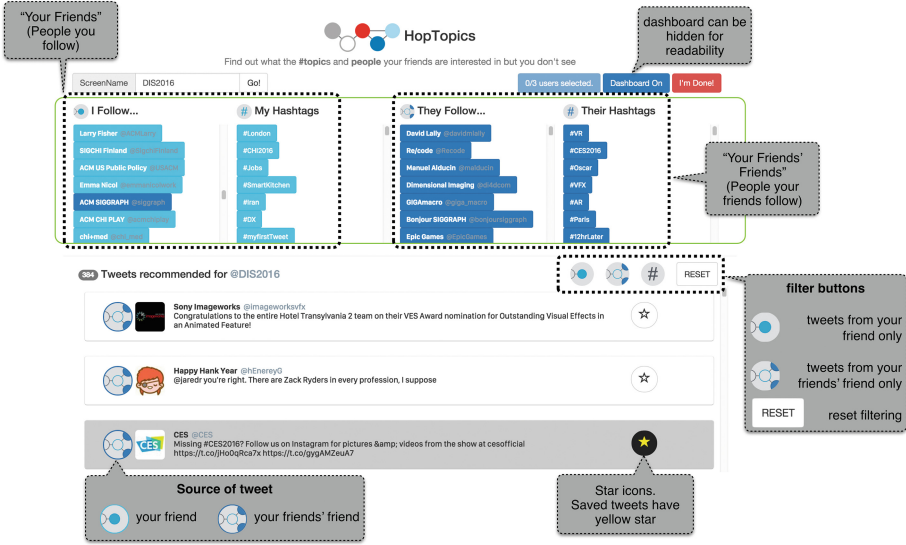 “Your Friends”
(People you
follow)
HopTopics
dashboard can be
hidden for
readability
Find out what the #topics and people your friends are interested in but you don't see
ScreenName DIS2016 Go!
0/3 users selected. Dashboard On I'm Done!
I Follow... # My Hashtags They Follow... # Their Hashtags
Larry Fisher #London David Lally @davidmlally #VR
SIGCHI Finland #CHI2016 Re/code @Recode #CES2016
ACM US Public Policy #Jobs Manuel Aiducin #Oscar
Emma Nicol #SmartKitchen Dimensional Imaging @di4dcom #VFX
ACM SIGGRAPH @siggraph #Iran GIGAmacro @giga_macro #AR
ACM CHI PLAY #DX Bonjour SIGGRAPH @bonjoursiggraph #Paris
chi+med #myfirstTweet Epic Games @EpicGames #12hrLater
“Your Friends’
Friends”
(People your
friends follow)
384 Tweets recommended for @DIS2016
# RESET
Sony Imageworks @imageworksvfx
Congratulations to the entire Hotel Transylvania 2 team on their VES Award nomination for Outstanding Visual Effects in
an Animated Feature!
Happy Hank Year @hEnereyG
@jaredr you're right. There are Zack Ryders in every profession, I suppose
CES
CES @CES
Missing #CES2016? Follow us on Instagram for pictures &amp; videos from the show at cesofficial
https://t.co/jHo0qRca7x https://t.co/gygAMZeuA7
filter buttons
tweets from your
friend only
tweets from your
friends’ friend only
RESET reset filtering
Source of tweet
your friend your friends’ friend
Star icons.
Saved tweets have
yellow star